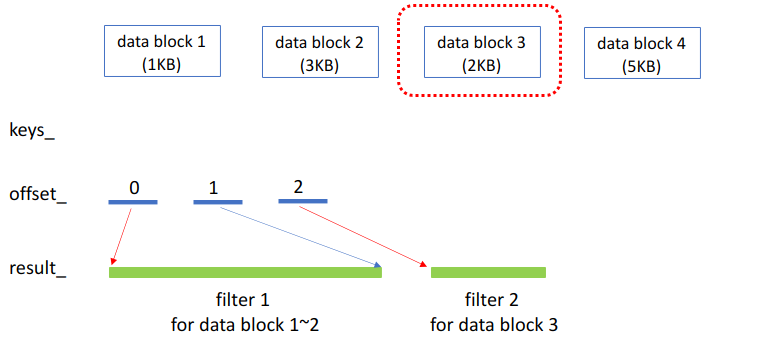 data block 1
(1KB)
data block 2
(3KB)
data block 3
(2KB)
data block 4
(5KB)
keys_
offset_
0
1
2
result_
filter 1
for data block 1~2
filter 2
for data block 3